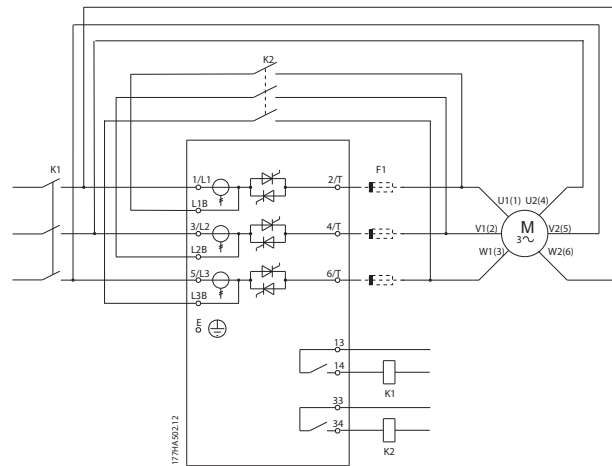 K2
K1
1/L1
2/T
F1
L1B
U1(1) U2(4)
3/L2
4/T
V1(2)
M
3
V2(5)
L2B
W1(3)
W2(6)
5/L3
6/T
L3B
E
13
14
K1
33
34
K2
177HA502.12